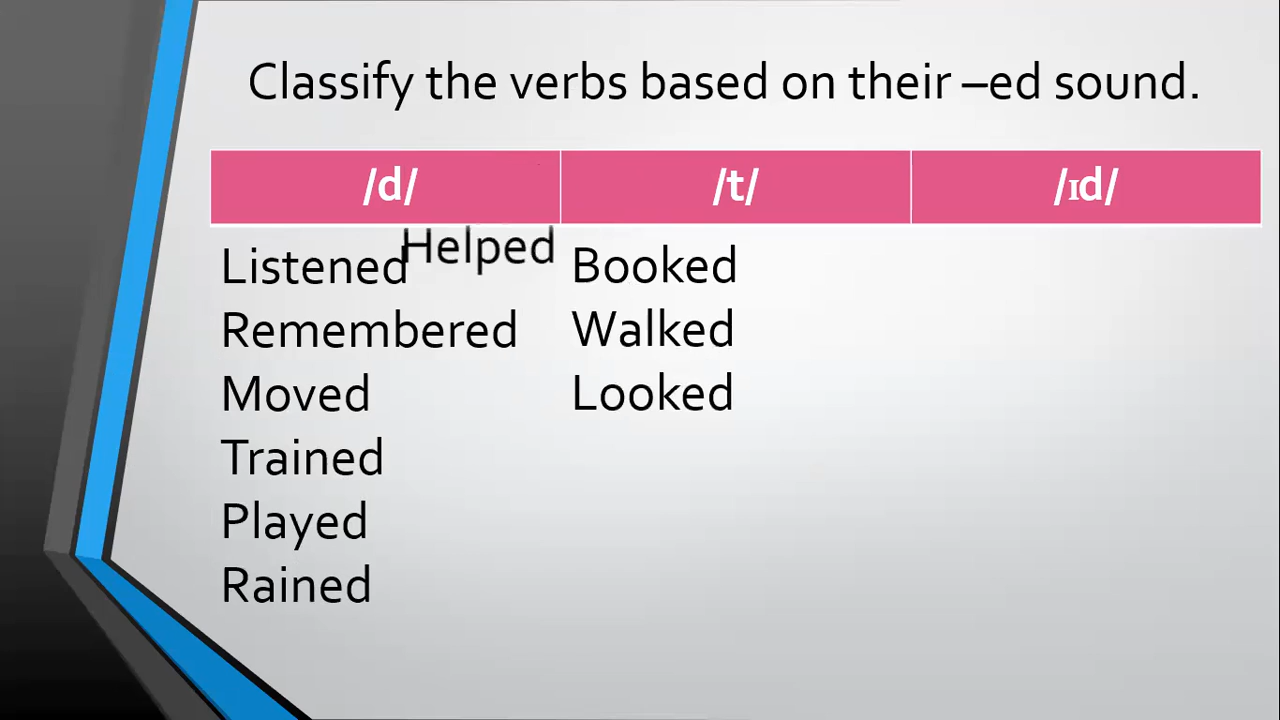 Classify the verbs based on their –ed sound.
/d/ /t/ /ɪd/
Helped
Listened Booked
Remembered Walked
Moved Looked
Trained
Played
Rained